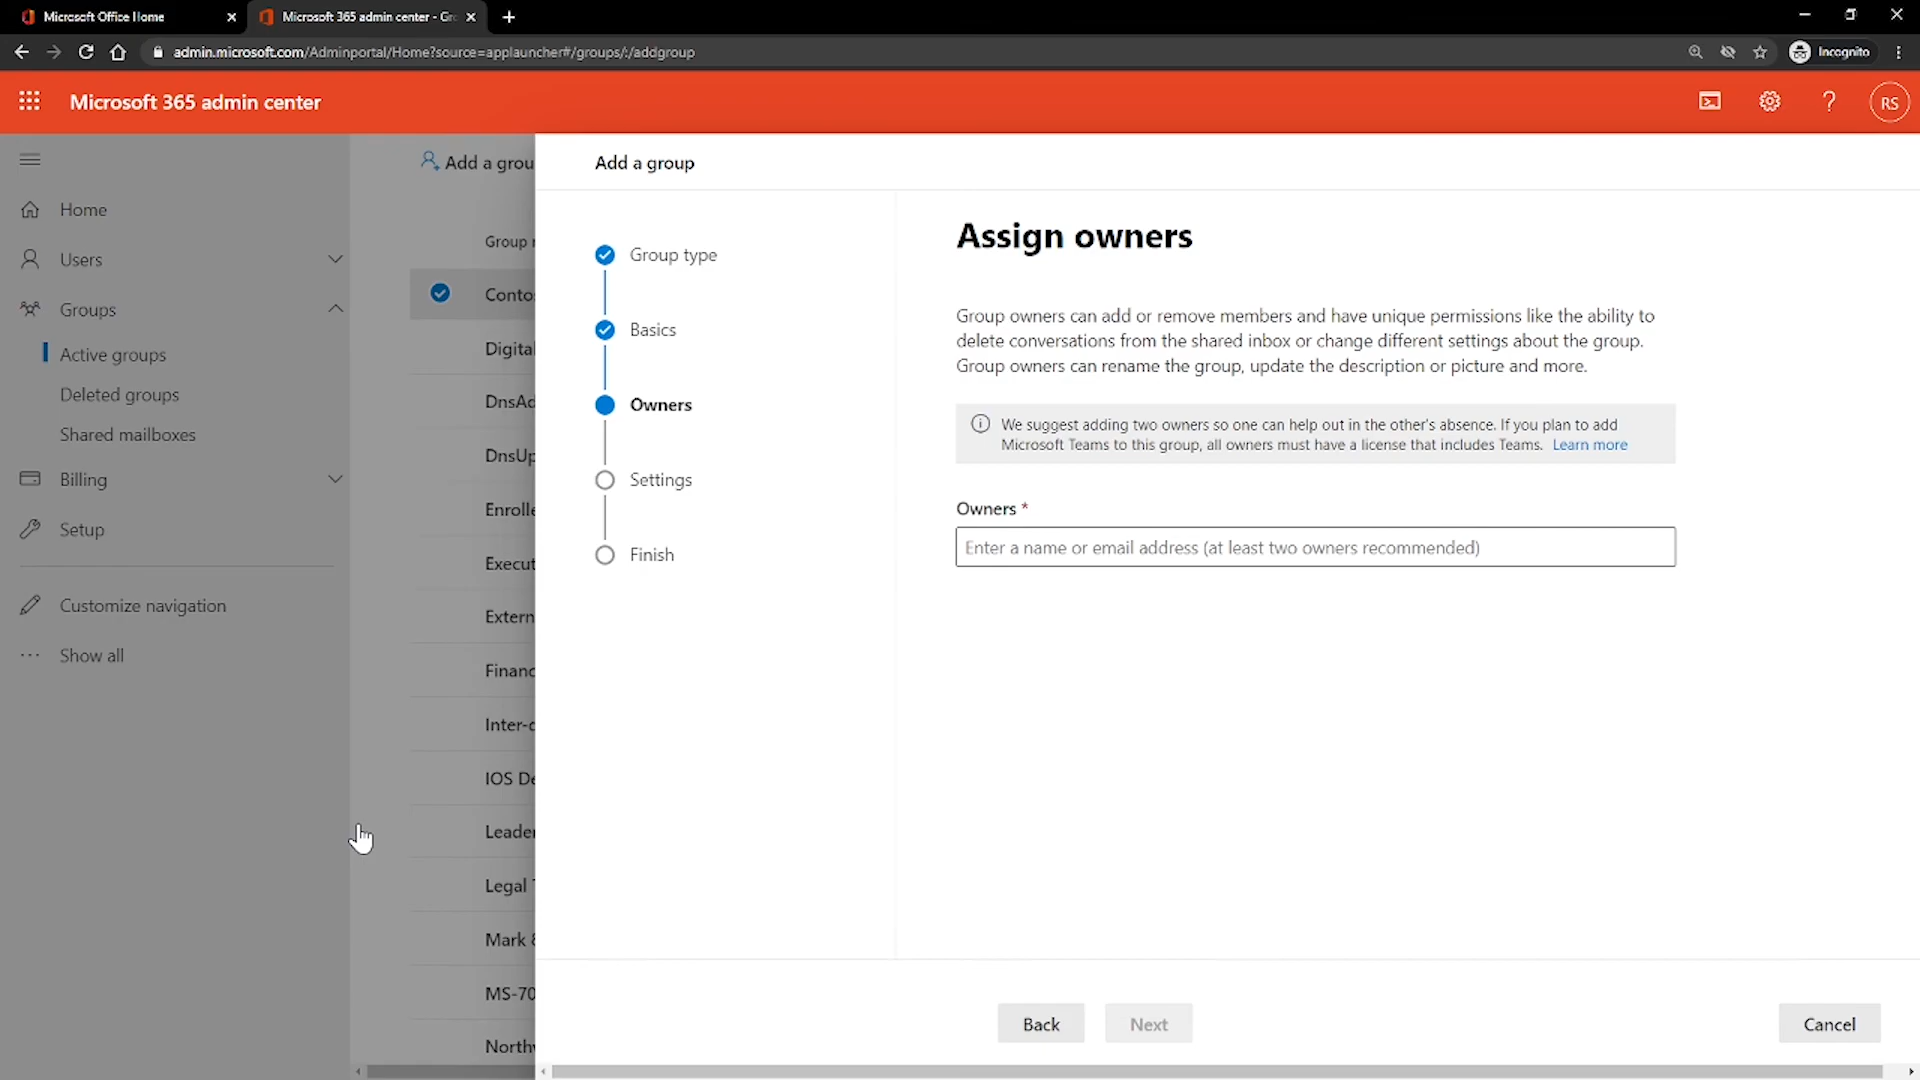 Microsoft Office Home
Microsoft 365 admin center - Gr
admin.microsoft.com/Adminportal/Home?source=applauncher#/groups/:/addgroup
Incognito
Microsoft 365 admin center
RS
Home
Users
Groups
Active groups
Deleted groups
Shared mailboxes
Billing
Setup
Customize navigation
Show all
Add a grou
Group
Conto
Digital
DnsAd
DnsUp
Enrolle
Execut
Extern
Financ
Inter-d
IOS De
Leader
Legal
Mark &
MS-70
Northw
Add a group
Group type
Basics
Owners
Settings
Finish
Assign owners
Group owners can add or remove members and have unique permissions like the ability to
delete conversations from the shared inbox or change different settings about the group.
Group owners can rename the group, update the description or picture and more.
We suggest adding two owners so one can help out in the other's absence. If you plan to add
Microsoft Teams to this group, all owners must have a license that includes Teams. Learn more
Owners *
Enter a name or email address (at least two owners recommended)
Back
Next
Cancel